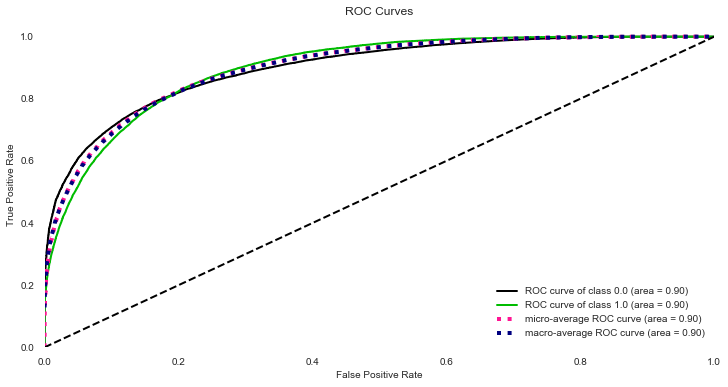 ROC Curves
1.0
0.8
0.6
0.4
0.2
0.0
True Positive Rate
ROC curve of class 0.0 (area = 0.90)
ROC curve of class 1.0 (area = 0.90)
micro-average ROC curve (area = 0.90)
macro-average ROC curve (area = 0.90)
0.0 0.2 0.4 0.6 0.8 1.0
False Positive Rate